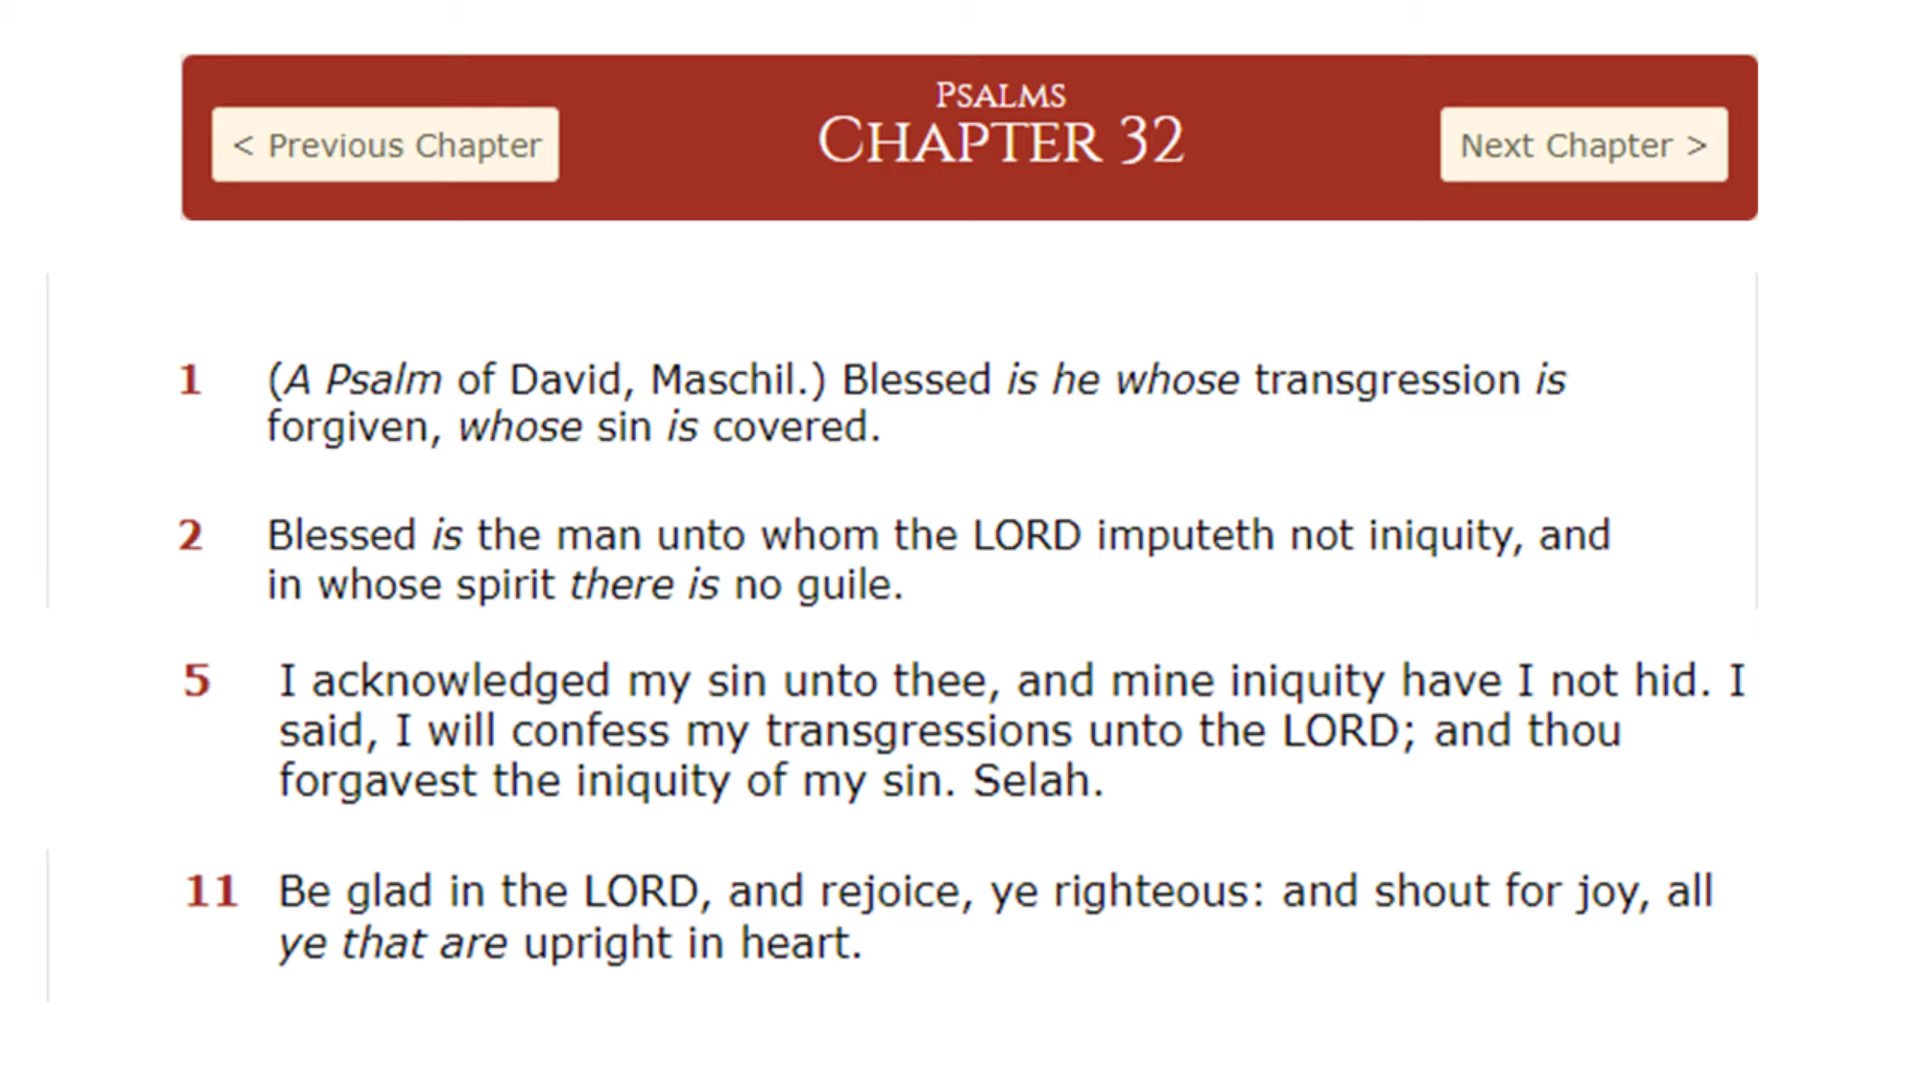 PSALMS
< Previous Chapter
CHAPTER 32
Next Chapter >
1 (A Psalm of David, Maschil.) Blessed is he whose transgression is
forgiven, whose sin is covered.
2 Blessed is the man unto whom the LORD imputeth not iniquity, and
in whose spirit there is no guile.
5 I acknowledged my sin unto thee, and mine iniquity have I not hid. I
said, I will confess my transgressions unto the LORD; and thou
forgavest the iniquity of my sin. Selah.
11 Be glad in the LORD, and rejoice, ye righteous: and shout for joy, all
ye that are upright in heart.